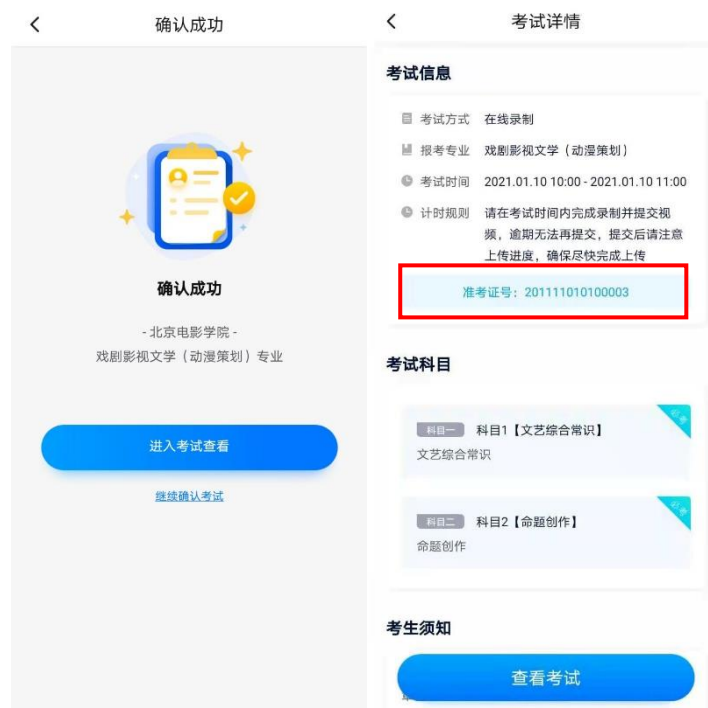 确认成功
确认成功
- 北京电影学院 -
戏剧影视文学（动漫策划）专业
进入考试查看
继续确认考试
考试详情
考试信息
考试方式 在线录制
报考专业 戏剧影视文学（动漫策划）
考试时间 2021.01.10 10:00 - 2021.01.10 11:00
计时规则 请在考试时间内完成录制并提交视
频，逾期无法再提交，提交后请注意
上传进度，确保尽快完成上传
准考证号：201111010100003
考试科目
科目一 科目1【文艺综合常识】
必考
文艺综合常识
科目二 科目2【命题创作】
必考
命题创作
考生须知
查看考试